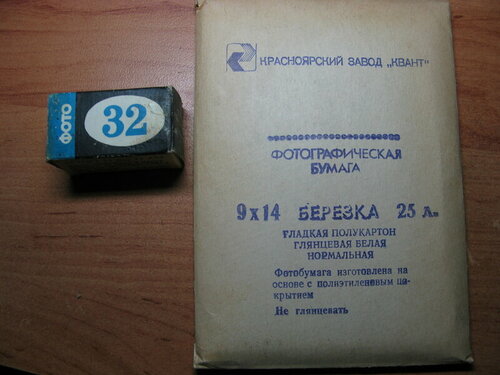 ФОТО
32
КРАСНОЯРСКИЙ ЗАВОД „КВАНТ"
ФОТОГРАФИЧЕСКАЯ
БУМАГА
9х14 БЕРЕЗКА 25 л.
ГЛАДКАЯ ПОЛУКАРТОН
ГЛЯНЦЕВАЯ БЕЛАЯ
НОРМАЛЬНАЯ
Фотобумага изготовлена на
основе с полиэтиленовым по-
крытием
Не глянцевать